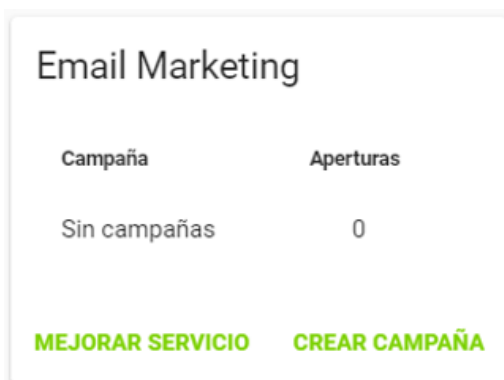 Email Marketing
Campaña Aperturas
Sin campañas 0
MEJORAR SERVICIO CREAR CAMPAÑA